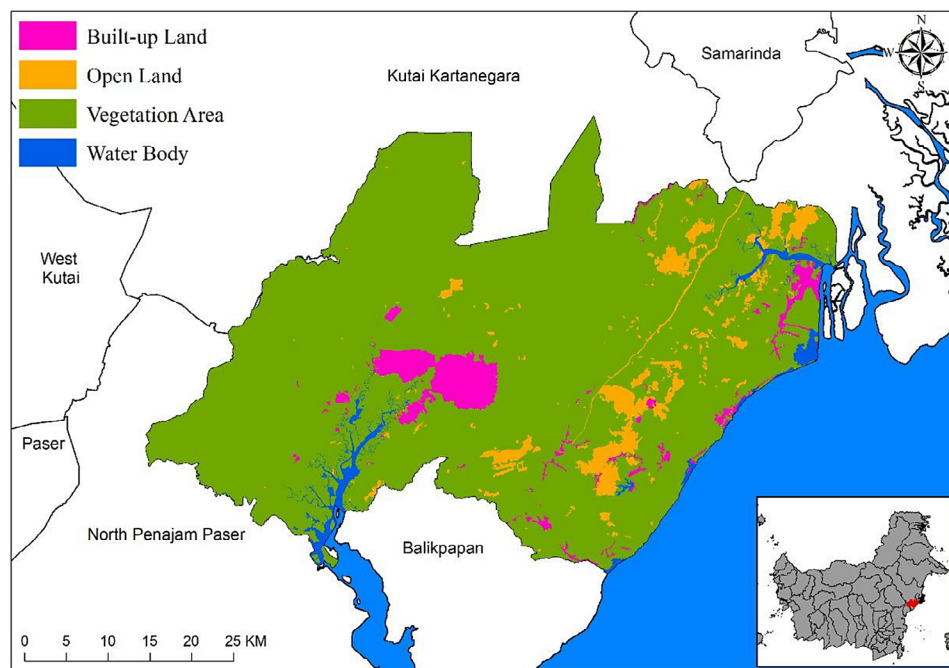 Built-up Land
Open Land
Vegetation Area
Water Body
Kutai Kartanegara
Samarinda
N
W
E
S
West
Kutai
Paser
North Penajam Paser
Balikpapan
0 5 10 15 20 25 KM